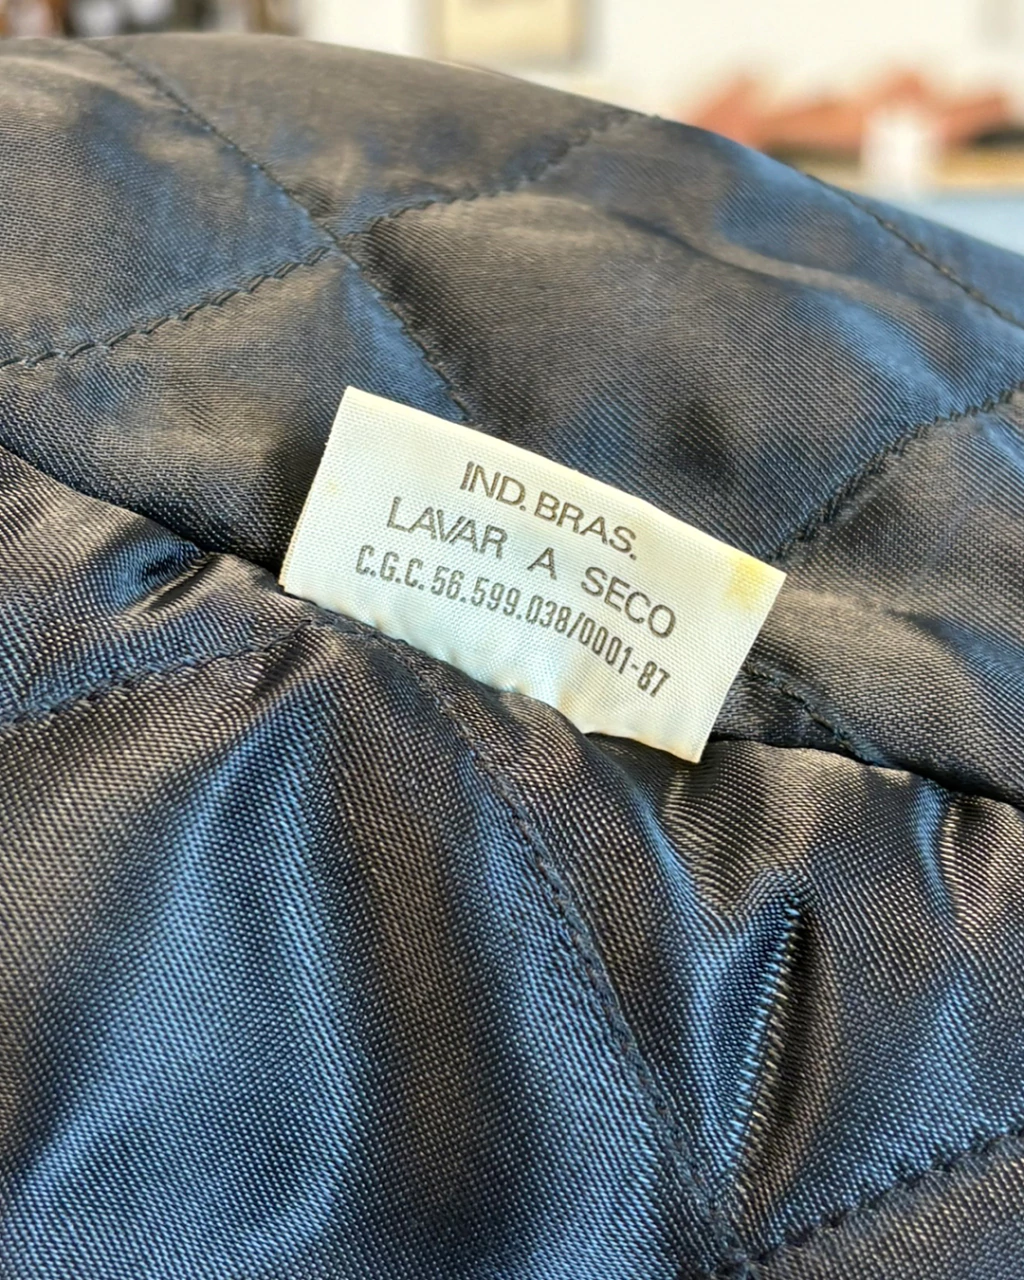 IND. BRAS.
LAVAR A SECO
C.G.C. 56.599.038/0001-87